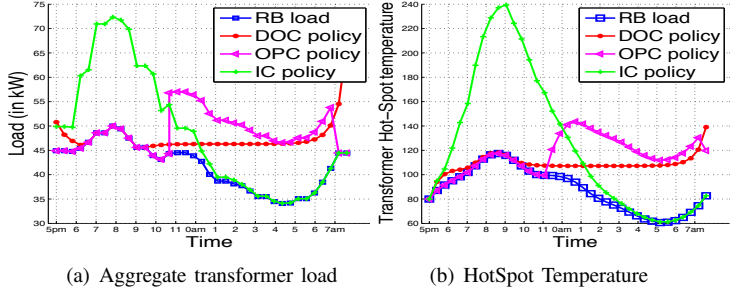 75
70
65
60
55
50
45
40
35
30
Load (in kW)
RB load
DOC policy
OPC policy
IC policy
5pm 6 7 8 9 10 11 0am 1 2 3 4 5 6 7am
Time
(a) Aggregate transformer load
240
220
200
180
160
140
120
100
80
60
Transformer Hot-Spot temperature
RB load
DOC policy
OPC policy
IC policy
5pm 6 7 8 9 10 11 0am 1 2 3 4 5 6 7am
Time
(b) HotSpot Temperature